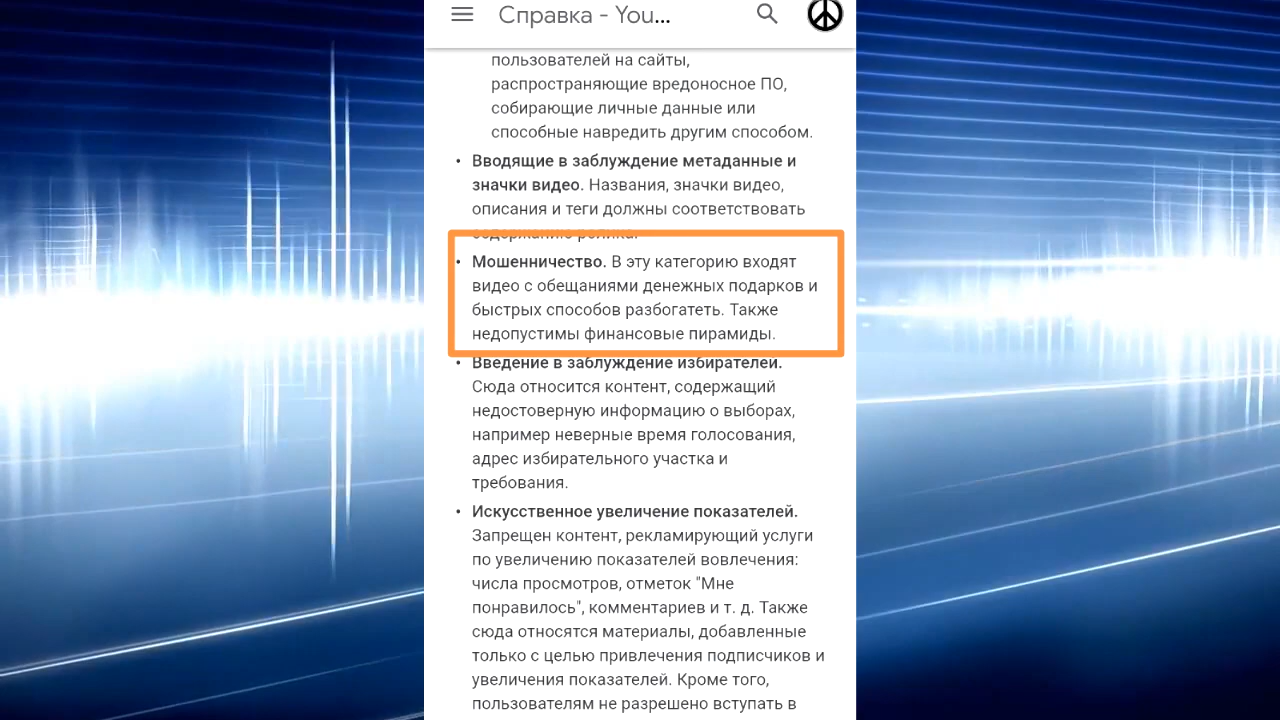 Справка - You...
пользователей на сайты,
распространяющие вредоносное ПО,
собирающие личные данные или
способные навредить другим способом.
• Вводящие в заблуждение метаданные и
значки видео. Названия, значки видео,
описания и теги должны соответствовать
содержанию ролика.
• Мошенничество. В эту категорию входят
видео с обещаниями денежных подарков и
быстрых способов разбогатеть. Также
недопустимы финансовые пирамиды.
• Введение в заблуждение избирателей.
Сюда относится контент, содержащий
недостоверную информацию о выборах,
например неверные время голосования,
адрес избирательного участка и
требования.
• Искусственное увеличение показателей.
Запрещен контент, рекламирующий услуги
по увеличению показателей вовлечения:
числа просмотров, отметок "Мне
понравилось", комментариев и т. д. Также
сюда относятся материалы, добавленные
только с целью привлечения подписчиков и
увеличения показателей. Кроме того,
пользователям не разрешено вступать в